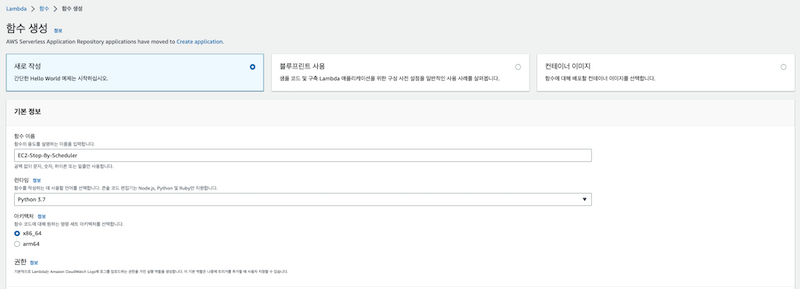 Lambda > 함수 > 함수 생성
함수 생성 정보
AWS Serverless Application Repository applications have moved to Create application.
새로 작성
간단한 Hello World 예제는 시작하십시오.
블루프린트 사용
샘플 코드 및 구축 Lambda 애플리케이션을 위한 구성 사전 설정을 일반적인 사용 사례를 살펴봅니다.
컨테이너 이미지
함수에 대해 배포할 컨테이너 이미지를 선택합니다.
기본 정보
함수 이름
함수의 용도를 설명하는 이름을 입력합니다.
EC2-Stop-By-Scheduler
공백 없이 문자, 숫자, 하이픈 또는 밑줄만 사용합니다.
런타임 정보
함수를 작성하는 데 사용할 언어를 선택합니다. 콘솔 코드 편집기는 Node.js, Python 및 Ruby만 지원합니다.
Python 3.7
아키텍처 정보
함수 코드에 대해 원하는 명령 세트 아키텍처를 선택합니다.
x86_64
arm64
권한 정보
기본적으로 Lambda는 Amazon CloudWatch Logs에 로그를 업로드하는 권한을 가진 실행 역할을 생성합니다. 이 기본 역할은 나중에 트리거를 추가할 때 사용자 지정할 수 있습니다.